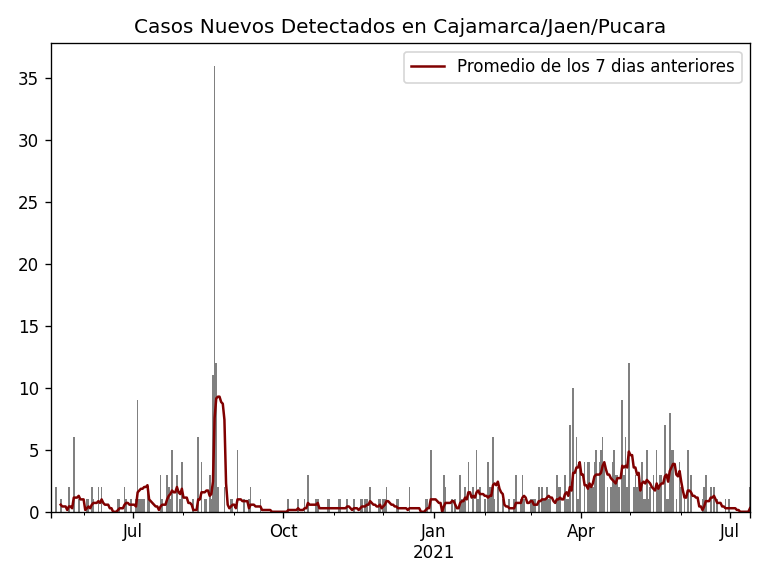 Casos Nuevos Detectados en Cajamarca/Jaen/Pucara
Promedio de los 7 dias anteriores
35
30
25
20
15
10
5
0
Jul
Oct
Jan
2021
Apr
Jul